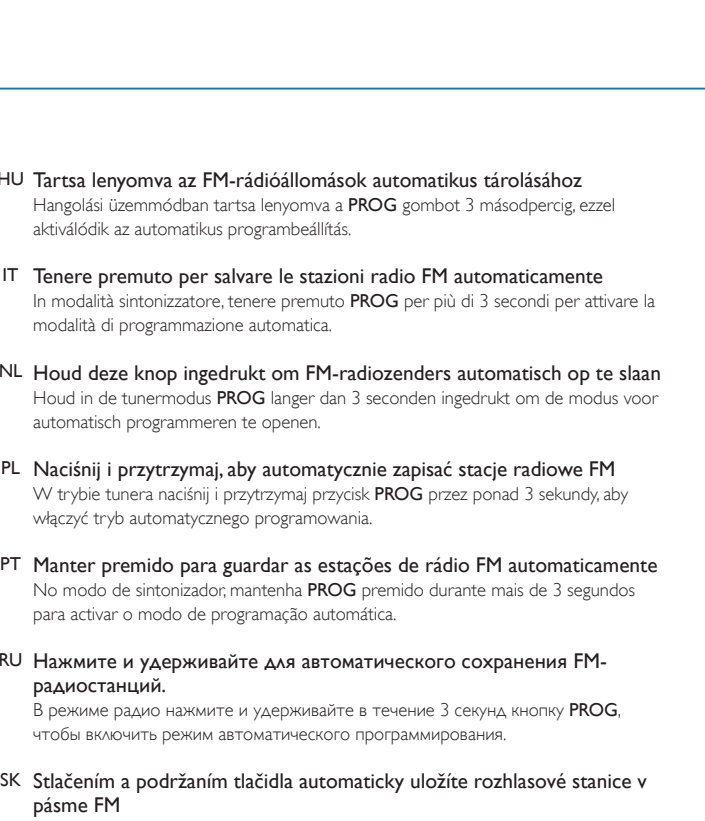 HU Tartsa lenyomva az FM-rádióállomások automatikus tárolásához
Hangolási üzemmódban tartsa lenyomva a PROG gombot 3 másodpercig, ezzel
aktiválódik az automatikus programbeállítás.
IT Tenere premuto per salvare le stazioni radio FM automaticamente
In modalità sintonizzatore, tenere premuto PROG per più di 3 secondi per attivare la
modalità di programmazione automatica.
NL Houd deze knop ingedrukt om FM-radiozenders automatisch op te slaan
Houd in de tunermodus PROG langer dan 3 seconden ingedrukt om de modus voor
automatisch programmeren te openen.
PL Naciśnij i przytrzymaj, aby automatycznie zapisać stacje radiowe FM
W trybie tunera naciśnij i przytrzymaj przycisk PROG przez ponad 3 sekundy, aby
włączyć tryb automatycznego programowania.
PT Manter premido para guardar as estações de rádio FM automaticamente
No modo de sintonizador, mantenha PROG premido durante mais de 3 segundos
para activar o modo de programação automática.
RU Нажмите и удерживайте для автоматического сохранения FM-
радиостанций.
В режиме радио нажмите и удерживайте в течение 3 секунд кнопку PROG,
чтобы включить режим автоматического программирования.
SK Stlačením a podržaním tlačidla automaticky uložíte rozhlasové stanice v
pásme FM